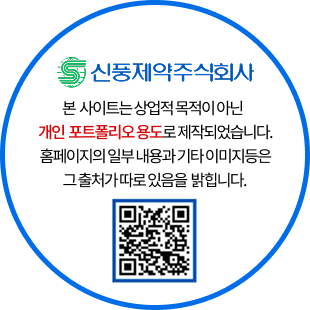 신풍제약주식회사
본 사이트는 상업적 목적이 아닌
개인 포트폴리오 용도로 제작되었습니다.
홈페이지의 일부 내용과 기타 이미지등은
그 출처가 따로 있음을 밝힙니다.